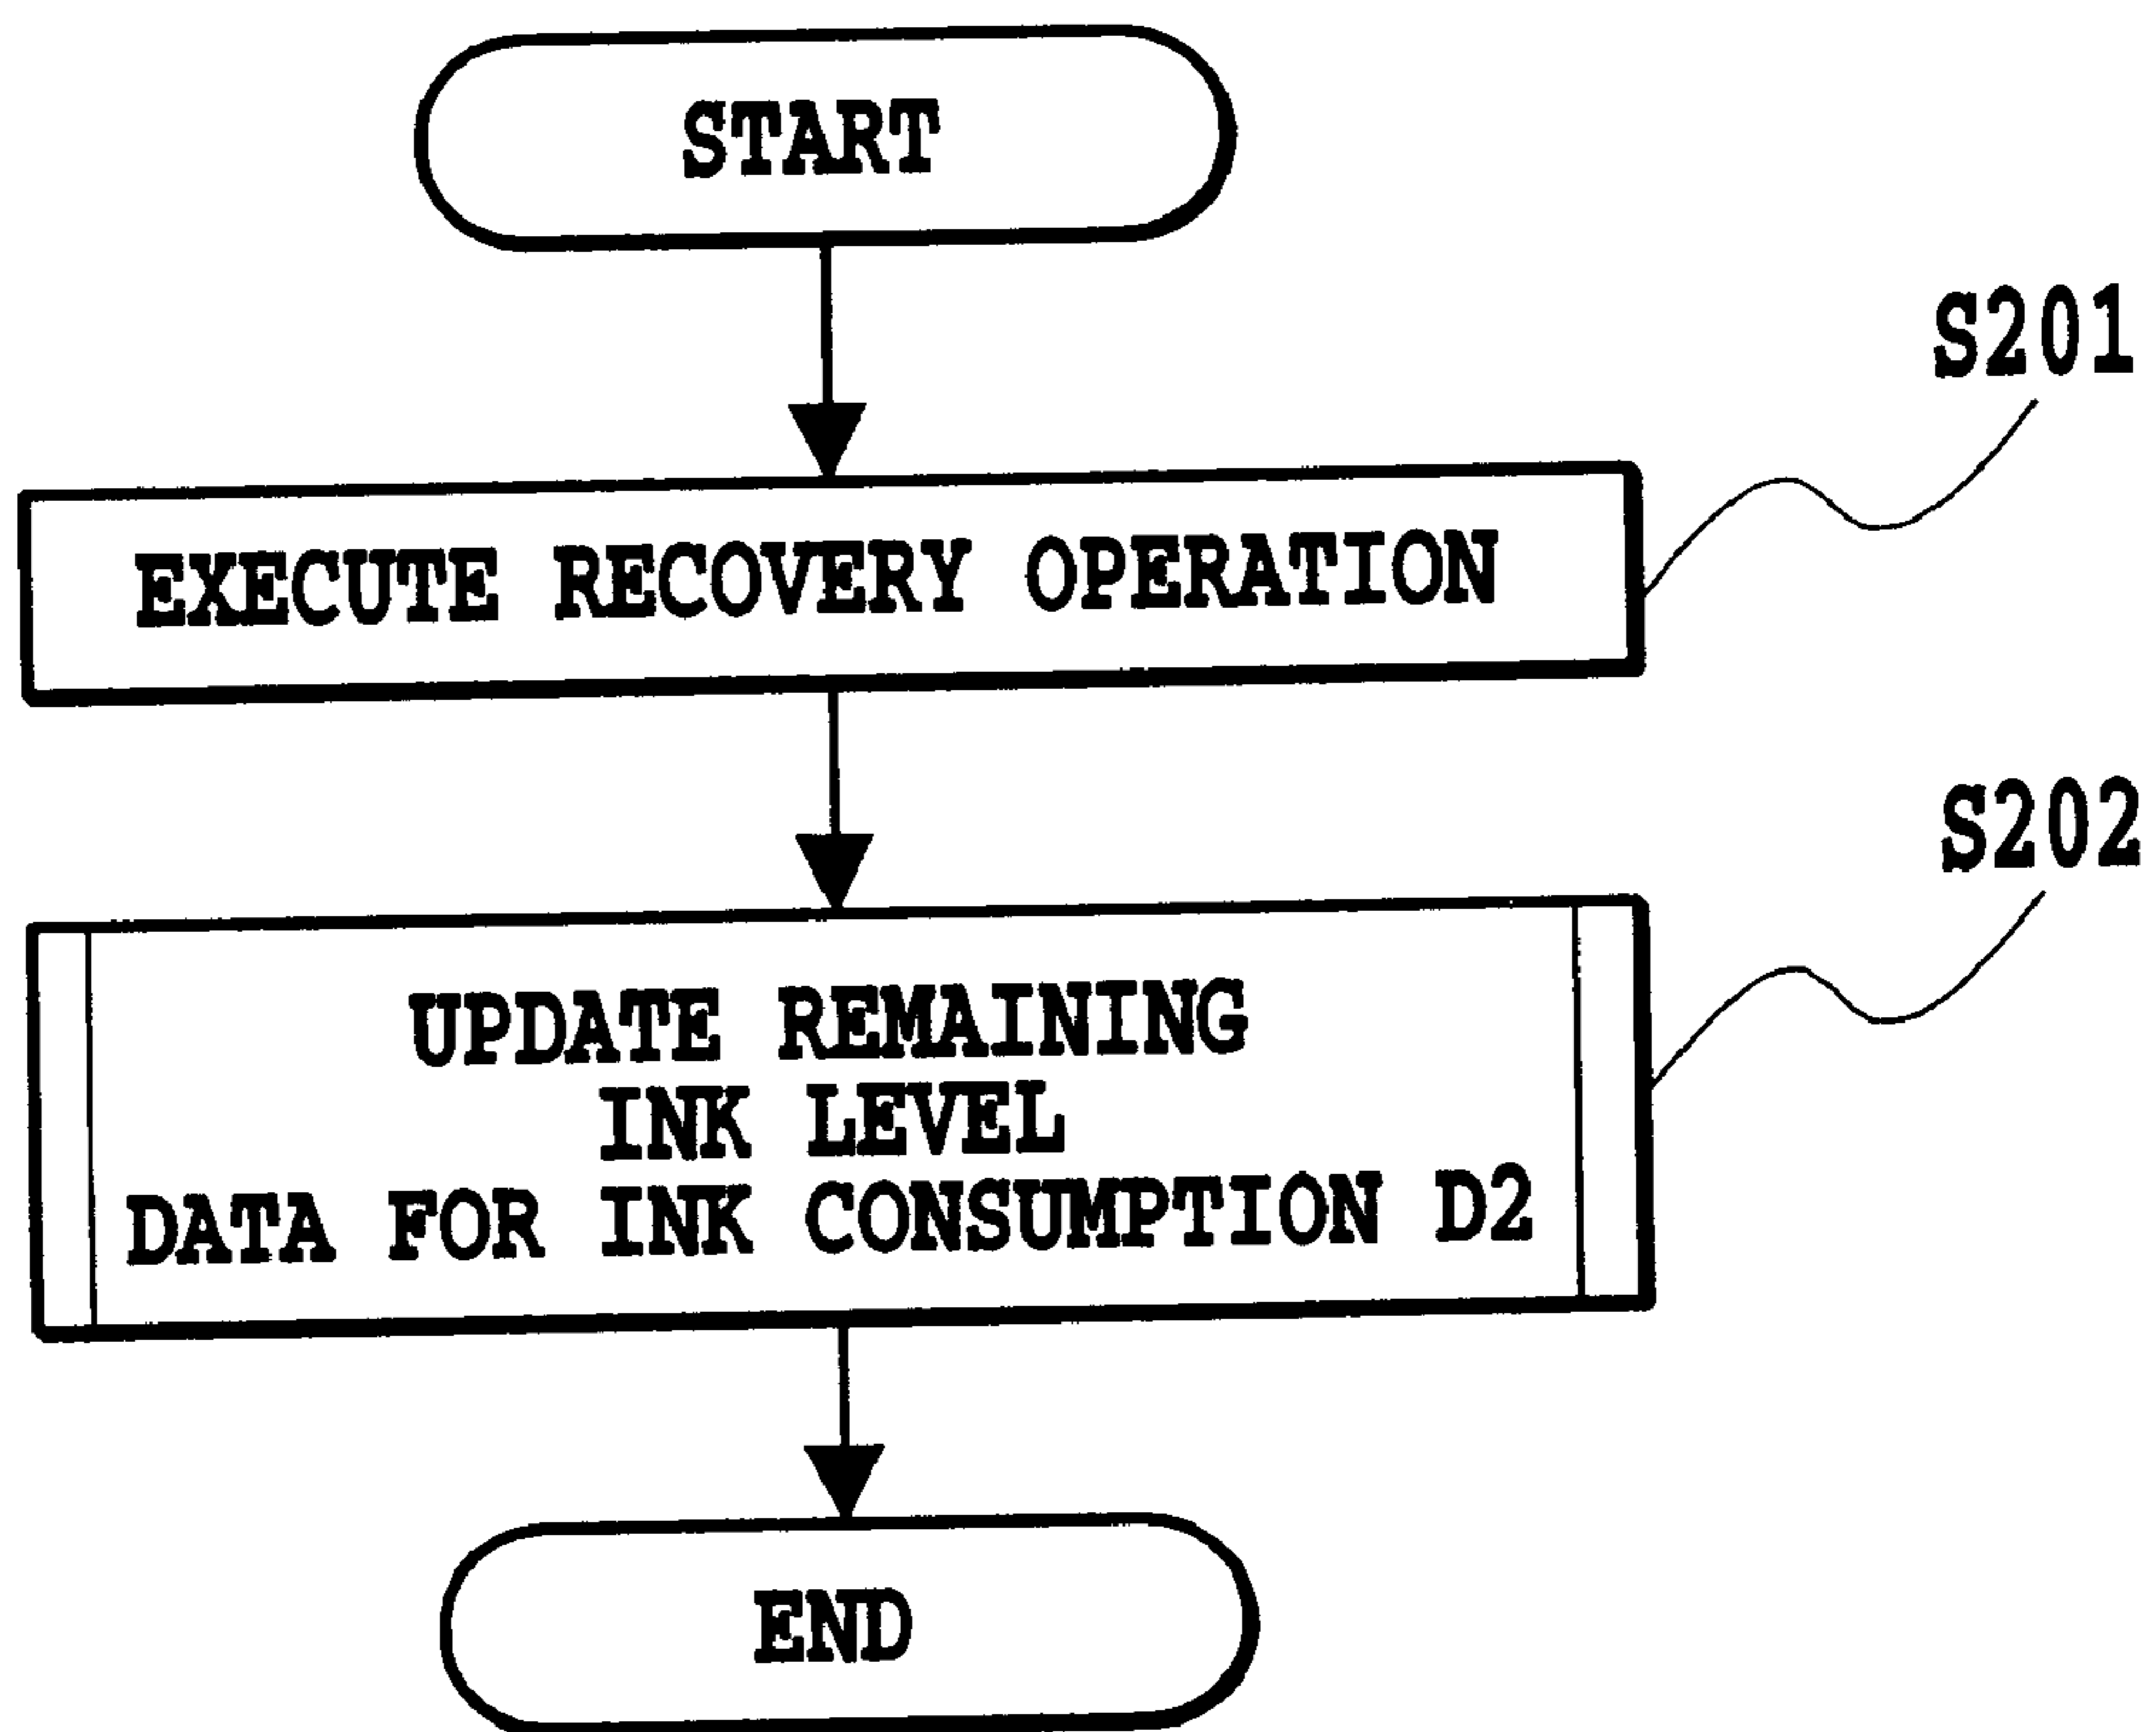 START
S201
EXECUTE RECOVERY OPERATION
S202
UPDATE REMAINING
INK LEVEL
DATA FOR INK CONSUMPTION D2
END